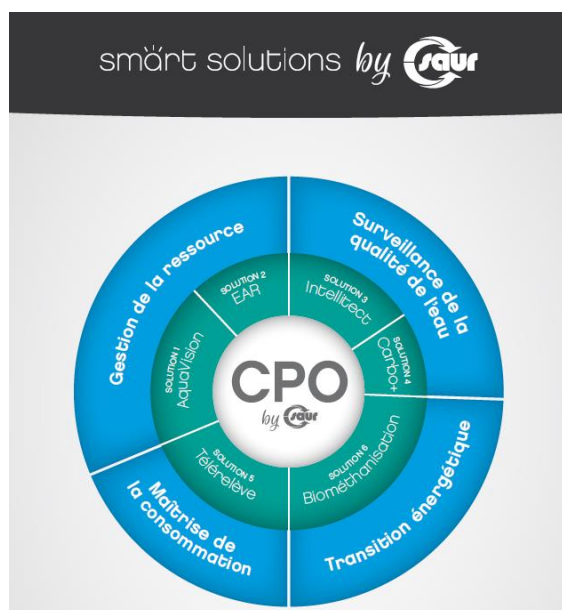 smärt solutions by saur
Gestion de la ressource
Surveillance de la
qualité de l'eau
SOLUTION 2
EAR
SOLUTION 3
Intellitect
SOLUTION 1
AquaVision
SOLUTION 4
Carbo+
CPO
by saur
SOLUTION 5
Télérelève
SOLUTION 6
Biométhanisation
Maîtrise de
la consommation
Transition énergétique